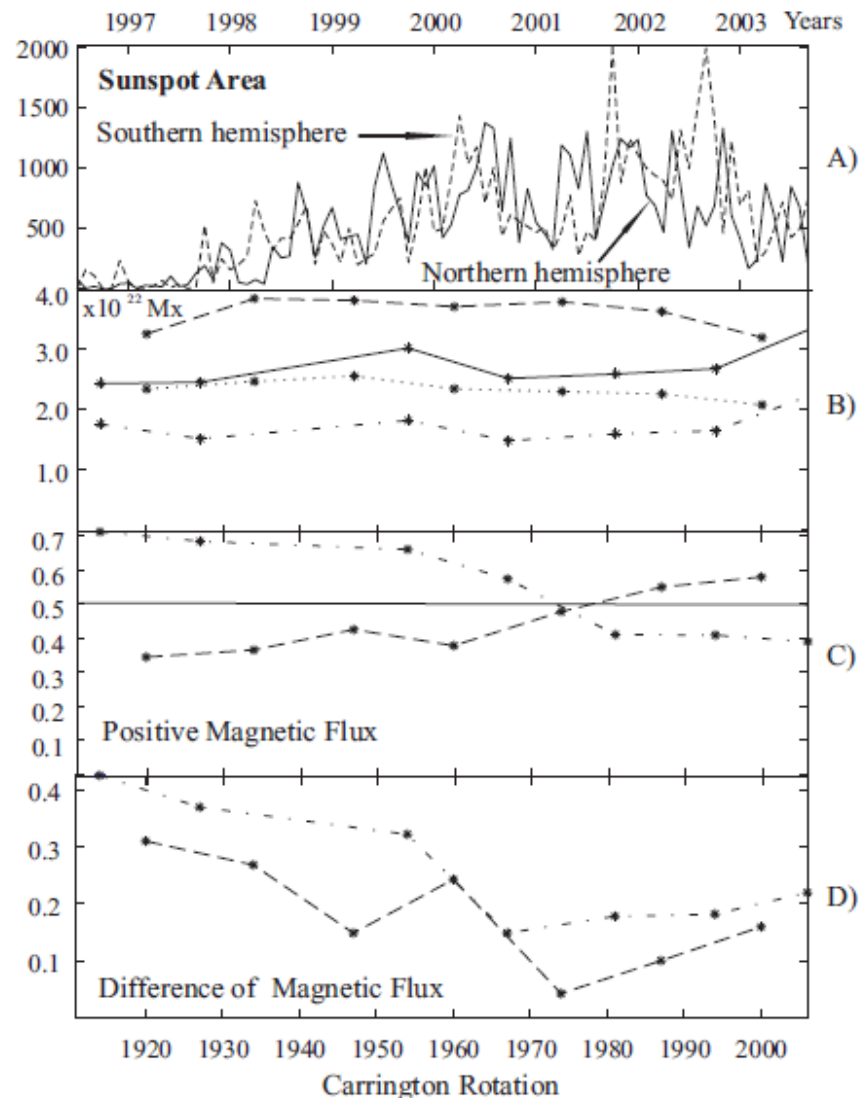 1997 1998 1999 2000 2001 2002 2003 Years
2000
Sunspot Area
1500
Southern hemisphere
A)
1000
500
Northern hemisphere
4.0
x10 22 Mx
3.0
2.0
B)
1.0
0.7
0.6
0.5
0.4
C)
0.3
0.2
Positive Magnetic Flux
0.1
0.4
0.3
0.2
D)
0.1
Difference of Magnetic Flux
1920 1930 1940 1950 1960 1970 1980 1990 2000
Carrington Rotation